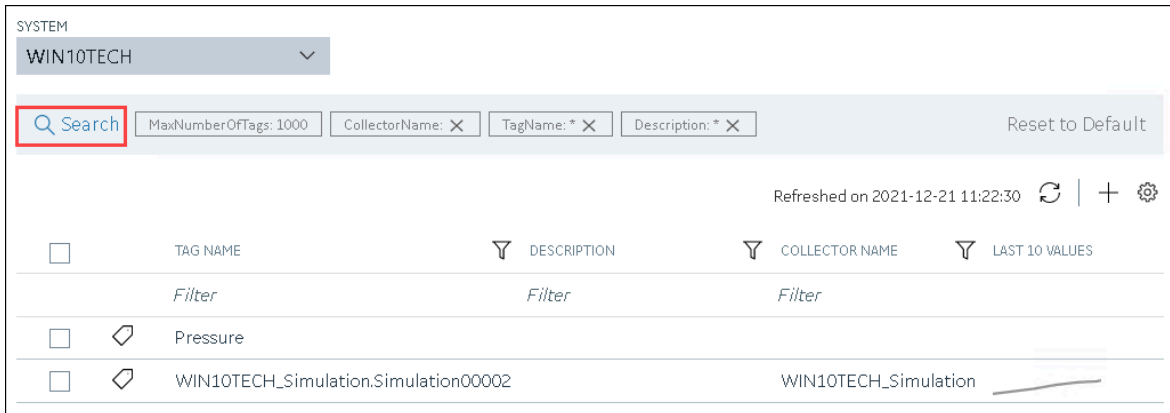 SYSTEM
WIN10TECH
Search MaxNumberOfTags: 1000 CollectorName: TagName: * Description: * Reset to Default
Refreshed on 2021-12-21 11:22:30
TAG NAME DESCRIPTION COLLECTOR NAME LAST 10 VALUES
Filter Filter Filter
Pressure
WIN10TECH_Simulation.Simulation00002 WIN10TECH_Simulation